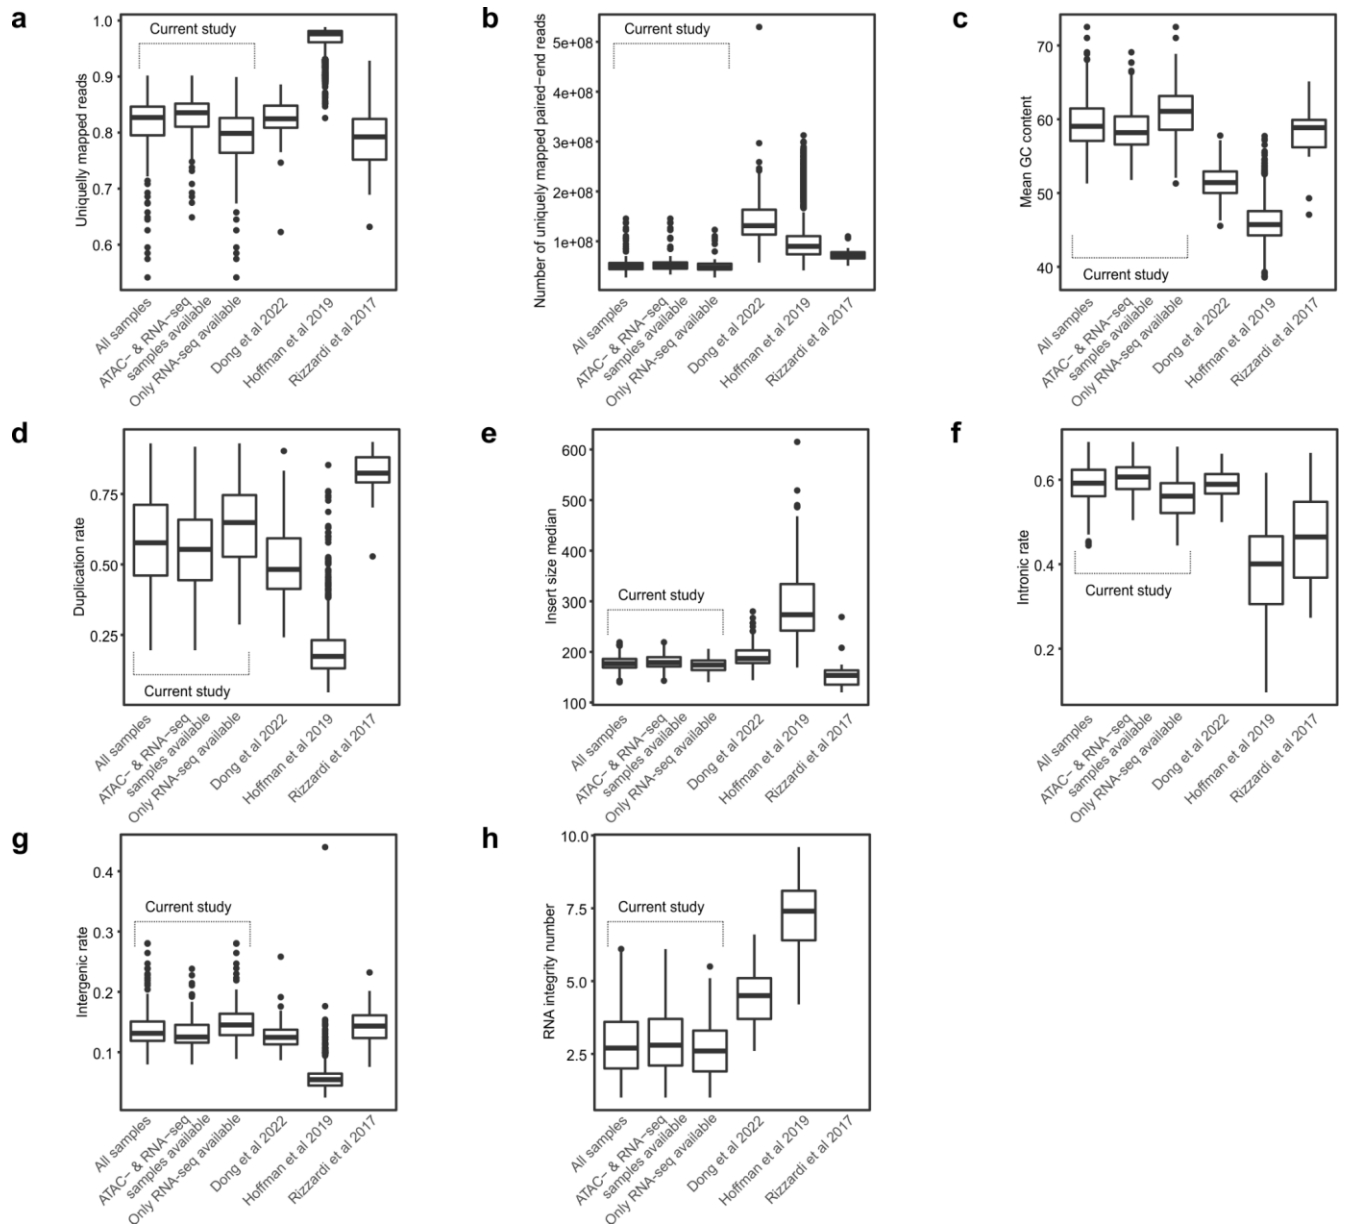 a
Current study
Uniquelly mapped reads
1.0
0.9
0.8
0.7
0.6
All samples
ATAC− & RNA−seq
samples available
Only RNA-seq available
Dong et al 2022
Hoffman et al 2019
Rizzardi et al 2017
b
Current study
Number of uniquely mapped paired−end reads
5e+08
4e+08
3e+08
2e+08
1e+08
All samples
ATAC− & RNA−seq
samples available
Only RNA-seq available
Dong et al 2022
Hoffman et al 2019
Rizzardi et al 2017
c
Mean GC content
70
60
50
40
Current study
All samples
ATAC− & RNA−seq
samples available
Only RNA-seq available
Dong et al 2022
Hoffman et al 2019
Rizzardi et al 2017
d
Duplication rate
0.75
0.50
0.25
Current study
All samples
ATAC− & RNA−seq
samples available
Only RNA-seq available
Dong et al 2022
Hoffman et al 2019
Rizzardi et al 2017
e
Insert size median
600
500
400
300
200
100
Current study
All samples
ATAC− & RNA−seq
samples available
Only RNA-seq available
Dong et al 2022
Hoffman et al 2019
Rizzardi et al 2017
f
Intronic rate
0.6
0.4
0.2
Current study
All samples
ATAC− & RNA−seq
samples available
Only RNA-seq available
Dong et al 2022
Hoffman et al 2019
Rizzardi et al 2017
g
Intergenic rate
0.4
0.3
0.2
0.1
Current study
All samples
ATAC− & RNA−seq
samples available
Only RNA-seq available
Dong et al 2022
Hoffman et al 2019
Rizzardi et al 2017
h
RNA integrity number
10.0
7.5
5.0
2.5
Current study
All samples
ATAC− & RNA−seq
samples available
Only RNA-seq available
Dong et al 2022
Hoffman et al 2019
Rizzardi et al 2017